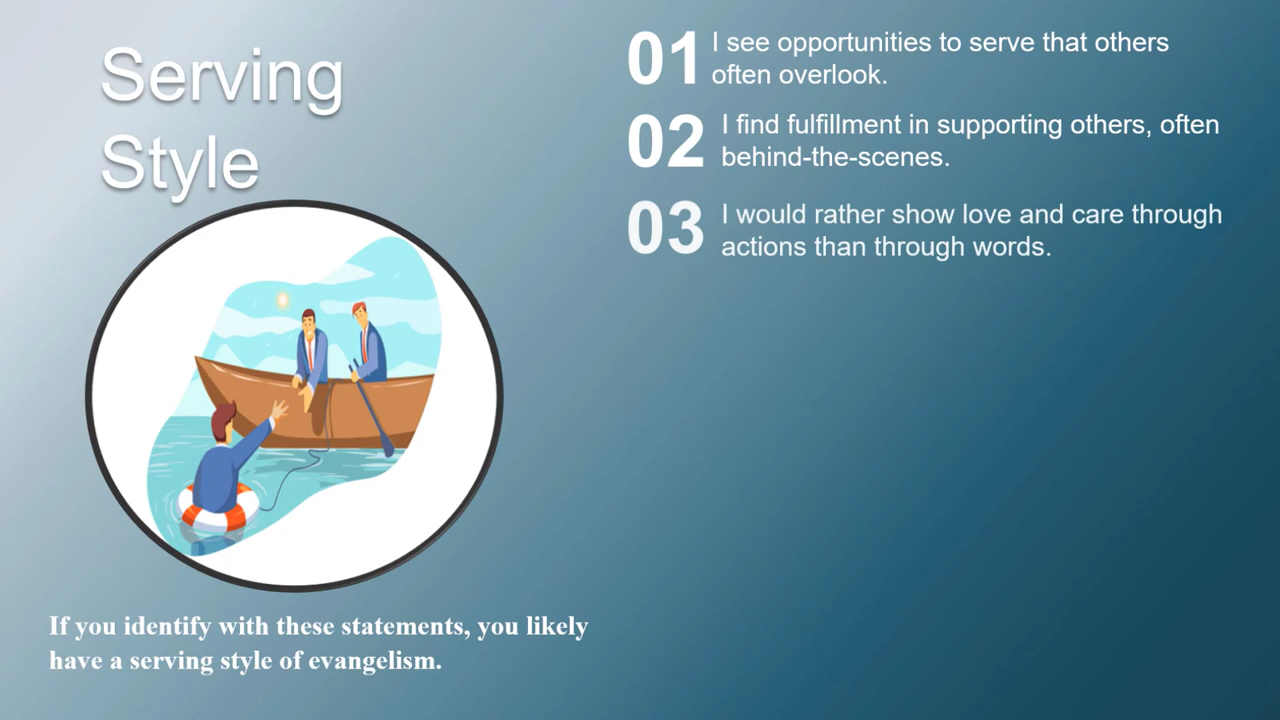 Serving
Style
01 I see opportunities to serve that others
often overlook.
02 I find fulfillment in supporting others, often
behind-the-scenes.
03 I would rather show love and care through
actions than through words.
If you identify with these statements, you likely
have a serving style of evangelism.